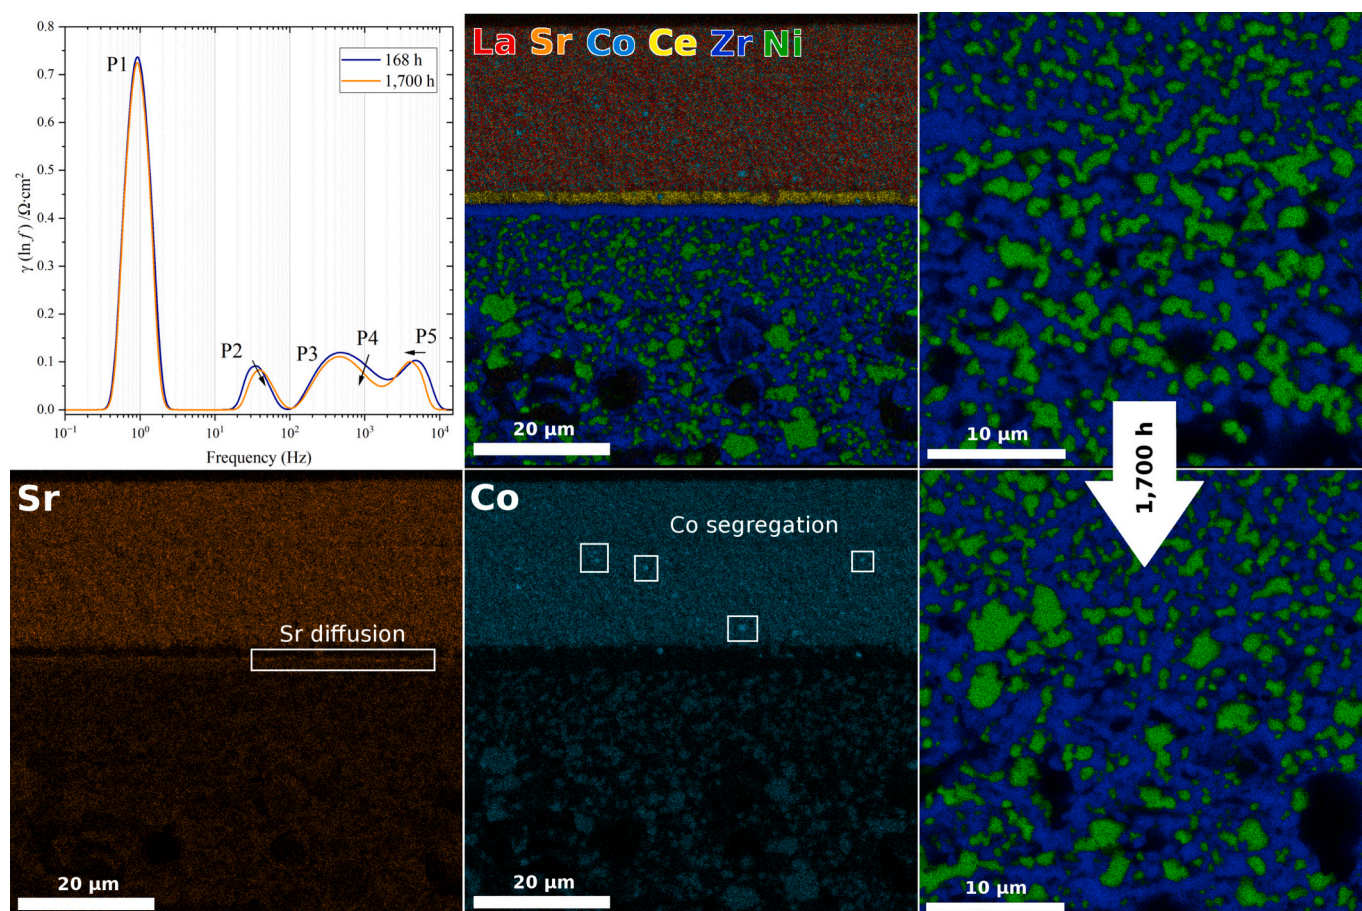 0.8
0.7
0.6
0.5
0.4
0.3
0.2
0.1
0.0
γ (ln f) /Ω·cm²
P1
168 h
1,700 h
P2
P3
P4
P5
10⁻¹ 10⁰ 10¹ 10² 10³ 10⁴
Frequency (Hz)
La Sr Co Ce Zr Ni
20 µm
10 µm
1,700 h
Sr
Sr diffusion
20 µm
Co
Co segregation
20 µm
10 µm